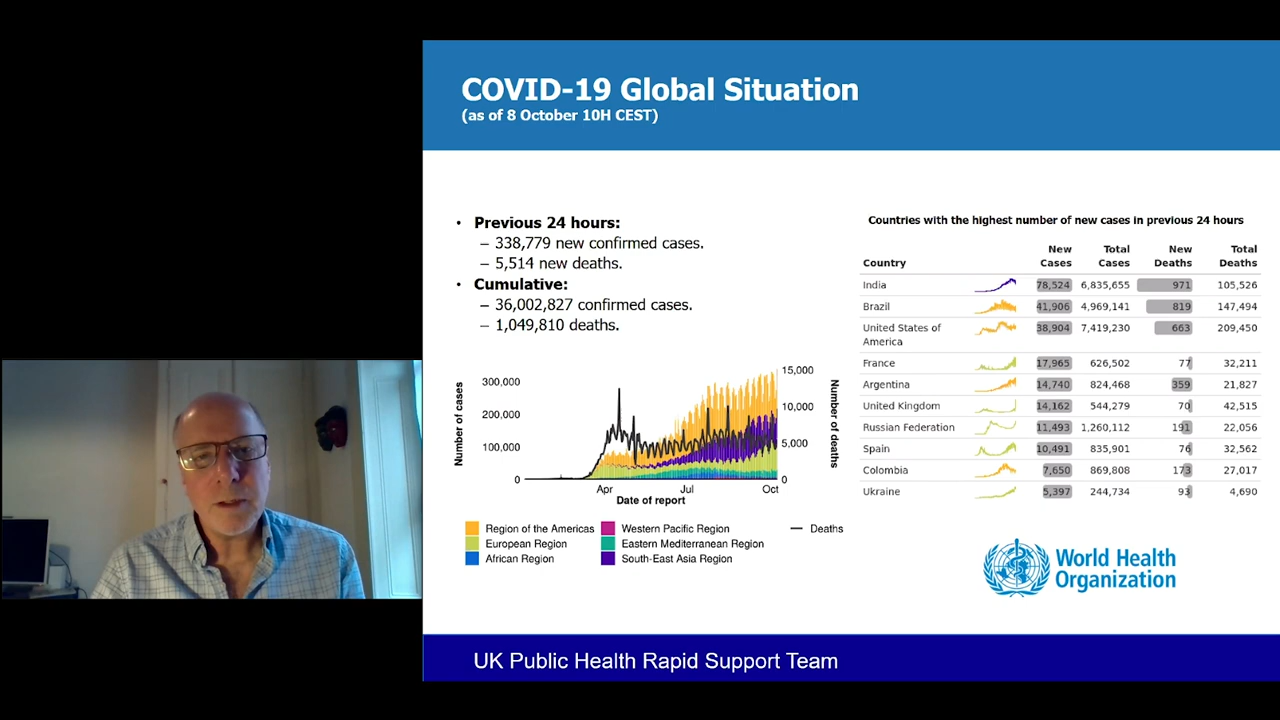 COVID-19 Global Situation
(as of 8 October 10H CEST)
• Previous 24 hours:
– 338,779 new confirmed cases.
– 5,514 new deaths.
• Cumulative:
– 36,002,827 confirmed cases.
– 1,049,810 deaths.
Number of cases
300,000
200,000
100,000
0
15,000
10,000
5,000
0
Number of deaths
Apr Jul Oct
Date of report
Region of the Americas Western Pacific Region Deaths
European Region Eastern Mediterranean Region
African Region South-East Asia Region
Countries with the highest number of new cases in previous 24 hours
Country New Cases Total Cases New Deaths Total Deaths
India 78,524 6,835,655 971 105,526
Brazil 41,906 4,969,141 819 147,494
United States of 38,904 7,419,230 663 209,450
America
France 17,965 626,502 77 32,211
Argentina 14,740 824,468 359 21,827
United Kingdom 14,162 544,279 70 42,515
Russian Federation 11,493 1,260,112 191 22,056
Spain 10,491 835,901 76 32,562
Colombia 7,650 869,808 173 27,017
Ukraine 5,397 244,734 93 4,690
World Health
Organization
UK Public Health Rapid Support Team